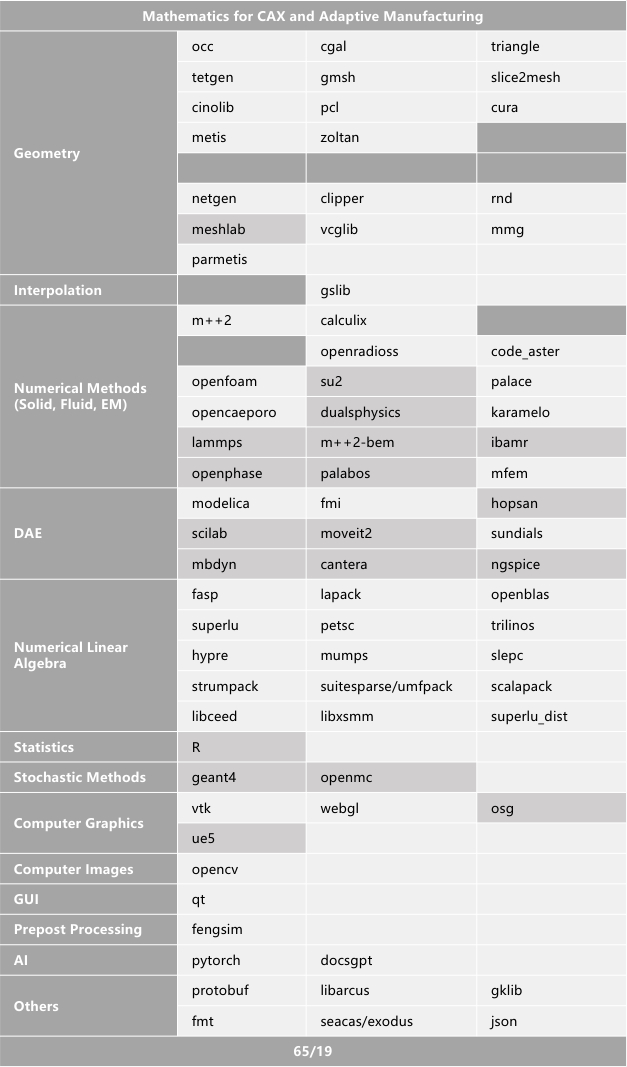 Mathematics for CAX and Adaptive Manufacturing
Geometry
occ cgal triangle
tetgen gmsh slice2mesh
cinolib pcl cura
metis zoltan
netgen clipper rnd
meshlab vcglib mmg
parmetis
Interpolation
gslib
Numerical Methods
(Solid, Fluid, EM)
m++2 calculix
openradioss code_aster
openfoam su2 palace
opencaeporo dualsphysics karamelo
lammps m++2-bem ibamr
openphase palabos mfem
DAE
modelica fmi hopsan
scilab moveit2 sundials
mbdyn cantera ngspice
Numerical Linear
Algebra
fasp lapack openblas
superlu petsc trilinos
hypre mumps slepc
strumpack suitesparse/umfpack scalapack
libceed libxsmm superlu_dist
Statistics R
Stochastic Methods geant4 openmc
Computer Graphics
vtk webgl osg
ue5
Computer Images opencv
GUI qt
Prepost Processing fengsim
AI pytorch docsgpt
Others
protobuf libarcus gklib
fmt seacas/exodus json
65/19